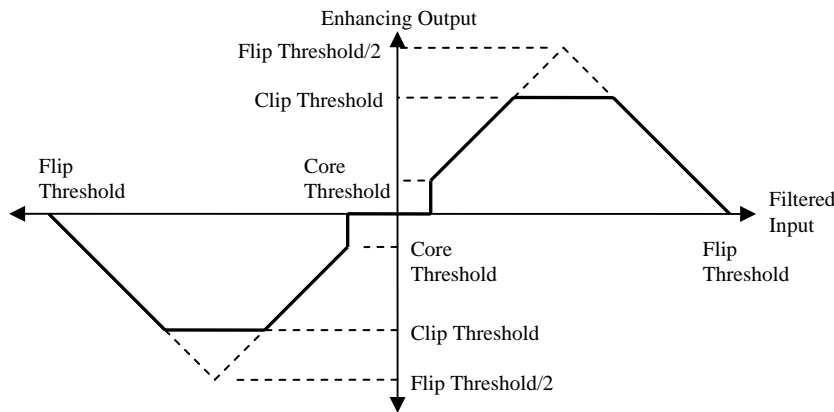 Enhancing Output
Flip Threshold/2
Clip Threshold
Flip
Threshold
Core
Threshold
Filtered
Input
Core
Threshold
Flip
Threshold
Clip Threshold
Flip Threshold/2